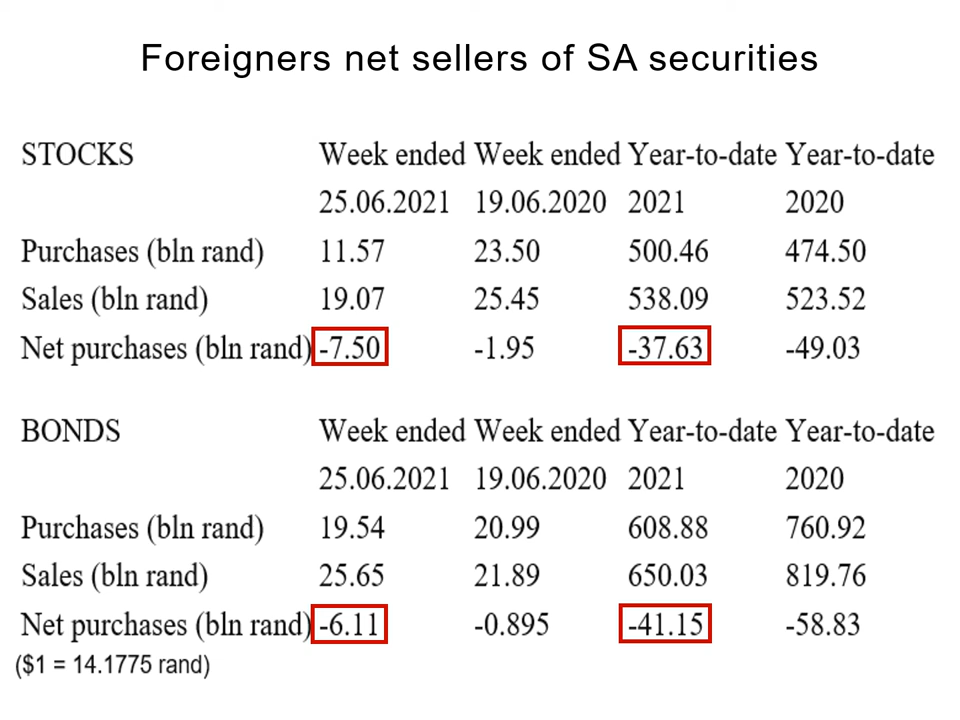 Foreigners net sellers of SA securities
STOCKS Week ended Week ended Year-to-date Year-to-date
25.06.2021 19.06.2020 2021 2020
Purchases (bln rand) 11.57 23.50 500.46 474.50
Sales (bln rand) 19.07 25.45 538.09 523.52
Net purchases (bln rand) -7.50 -1.95 -37.63 -49.03
BONDS Week ended Week ended Year-to-date Year-to-date
25.06.2021 19.06.2020 2021 2020
Purchases (bln rand) 19.54 20.99 608.88 760.92
Sales (bln rand) 25.65 21.89 650.03 819.76
Net purchases (bln rand) -6.11 -0.895 -41.15 -58.83
($1 = 14.1775 rand)